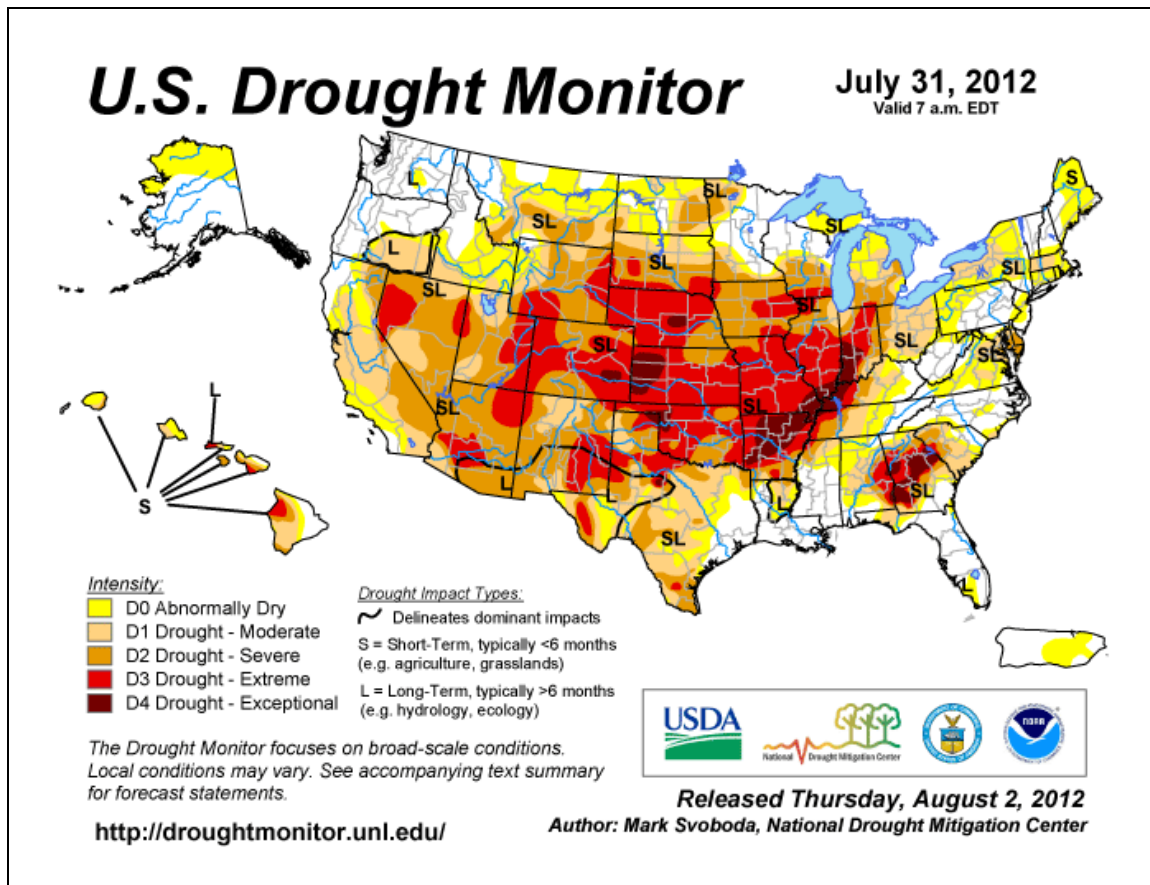 U.S. Drought Monitor
July 31, 2012
Valid 7 a.m. EDT
L
SL
SL
S
SL
L
SL
SL
SL
SL
SL
SL
SL
SL
SL
SL
L
L
SL
SL
L
L
S
Intensity:
D0 Abnormally Dry
D1 Drought - Moderate
D2 Drought - Severe
D3 Drought - Extreme
D4 Drought - Exceptional
Drought Impact Types:
Delineates dominant impacts
S = Short-Term, typically <6 months
(e.g. agriculture, grasslands)
L = Long-Term, typically >6 months
(e.g. hydrology, ecology)
USDA
National Drought Mitigation Center
NOAA
The Drought Monitor focuses on broad-scale conditions.
Local conditions may vary. See accompanying text summary
for forecast statements.
http://droughtmonitor.unl.edu/
Released Thursday, August 2, 2012
Author: Mark Svoboda, National Drought Mitigation Center